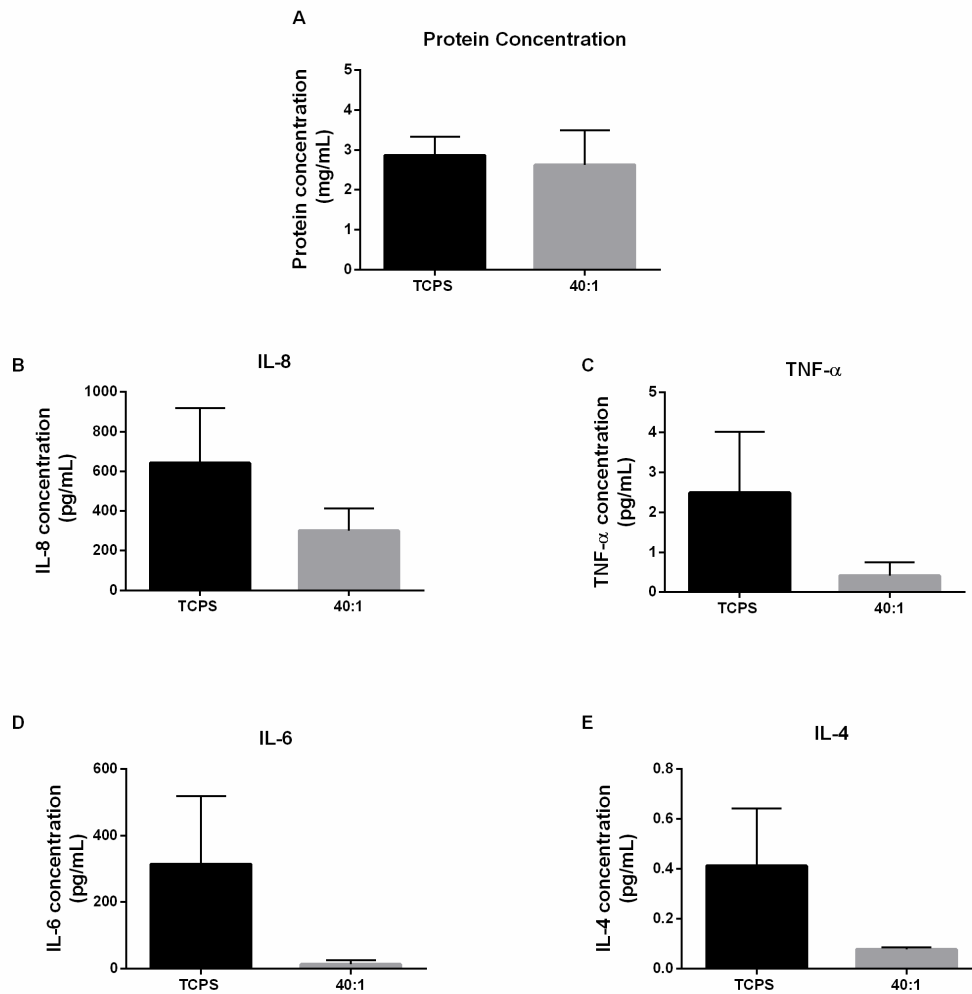 A
Protein Concentration
Protein concentration
(mg/mL)
5
4
3
2
1
0
TCPS
40:1
B
IL-8
IL-8 concentration
(pg/mL)
1000
800
600
400
200
0
TCPS
40:1
C
TNF-α
TNF-α concentration
(pg/mL)
5
4
3
2
1
0
TCPS
40:1
D
IL-6
IL-6 concentration
(pg/mL)
600
400
200
0
TCPS
40:1
E
IL-4
IL-4 concentration
(pg/mL)
0.8
0.6
0.4
0.2
0.0
TCPS
40:1